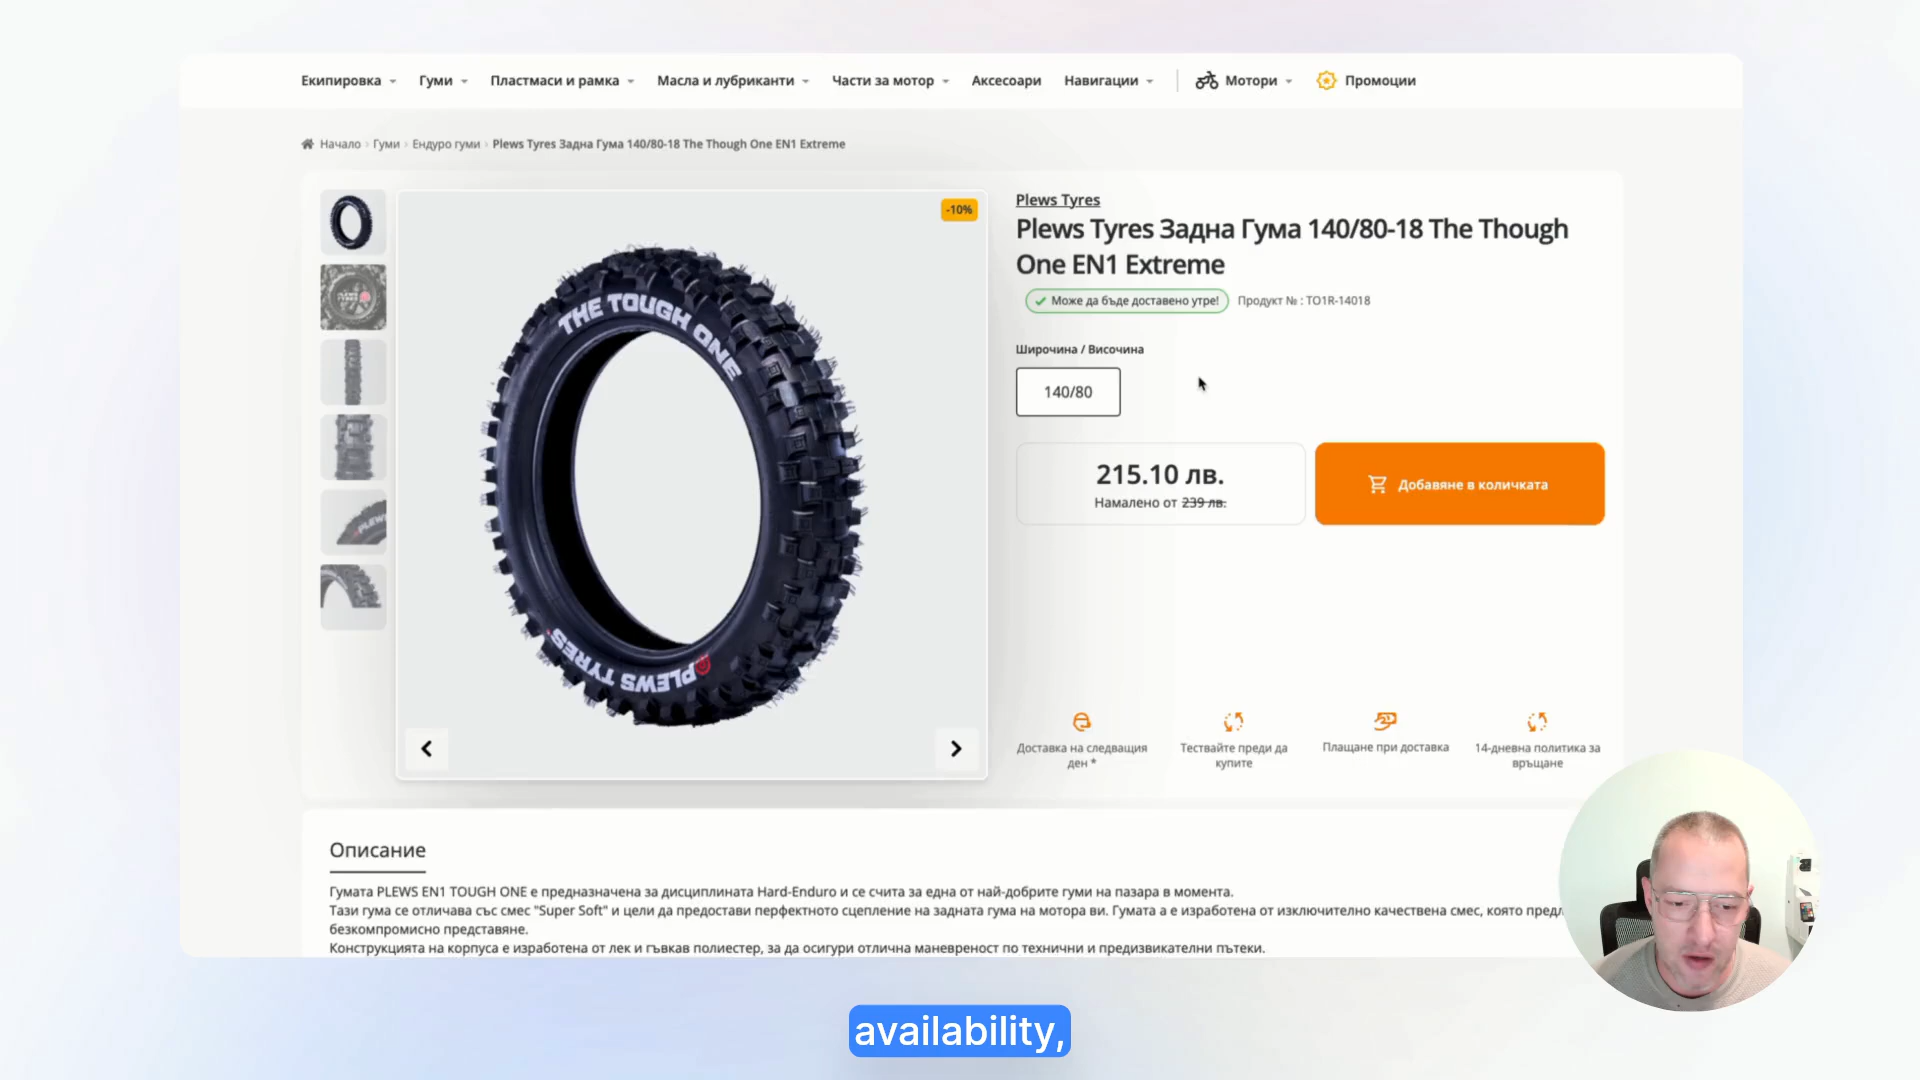 Екипировка
Гуми
Пластмаси и рамка
Масла и лубриканти
Части за мотор
Аксесоари
Навигации
Мотори
Промоции
Начало › Гуми › Ендуро гуми › Plews Tyres Задна Гума 140/80-18 The Though One EN1 Extreme
-10%
THE TOUGH ONE
PLEWS TYRES
Plews Tyres
Plews Tyres Задна Гума 140/80-18 The Though
One EN1 Extreme
Може да бъде доставено утре!
Продукт № : TO1R-14018
Широчина / Височина
140/80
215.10 лв.
Намалено от 239 лв.
Добавяне в количката
Доставка на следващия
ден *
Тествайте преди да
купите
Плащане при доставка
14-дневна политика за
връщане
Описание
Гумата PLEWS EN1 TOUGH ONE е предназначена за дисциплината Hard-Enduro и се счита за една от най-добрите гуми на пазара в момента.
Тази гума се отличава със смес "Super Soft" и цели да предостави перфектното сцепление на задната гума на мотора ви. Гумата а е изработена от изключително качествена смес, която предл
безкомпромисно представяне.
Конструкцията на корпуса е изработена от лек и гъвкав полиестер, за да осигури отлична маневреност по технични и предизвикателни пътеки.
availability,